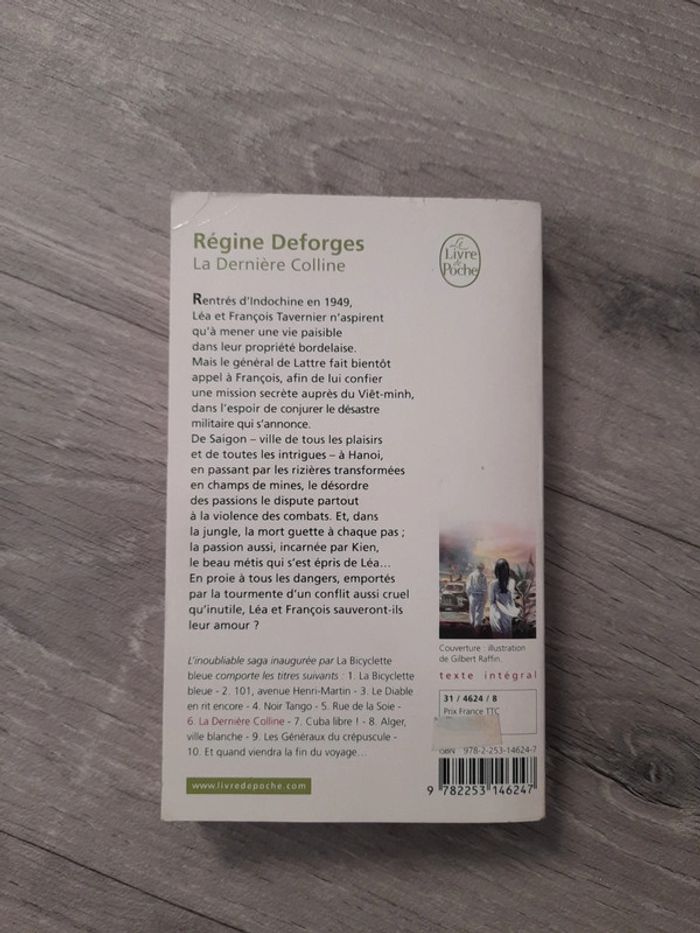 Régine Deforges
La Dernière Colline
Le
Livre
de
Poche
Rentrés d'Indochine en 1949,
Léa et François Tavernier n'aspirent
qu'à mener une vie paisible
dans leur propriété bordelaise.
Mais le général de Lattre fait bientôt
appel à François, afin de lui confier
une mission secrète auprès du Viêt-minh,
dans l'espoir de conjurer le désastre
militaire qui s'annonce.
De Saigon – ville de tous les plaisirs
et de toutes les intrigues – à Hanoi,
en passant par les rizières transformées
en champs de mines, le désordre
des passions le dispute partout
à la violence des combats. Et, dans
la jungle, la mort guette à chaque pas ;
la passion aussi, incarnée par Kien,
le beau métis qui s'est épris de Léa...
En proie à tous les dangers, emportés
par la tourmente d'un conflit aussi cruel
qu'inutile, Léa et François sauveront-ils
leur amour ?
L'inoubliable saga inaugurée par La Bicyclette
bleue comporte les titres suivants : 1. La Bicyclette
bleue - 2. 101, avenue Henri-Martin - 3. Le Diable
en rit encore - 4. Noir Tango - 5. Rue de la Soie -
6. La Dernière Colline - 7. Cuba libre ! - 8. Alger,
ville blanche - 9. Les Généraux du crépuscule -
10. Et quand viendra la fin du voyage...
www.livredepoche.com
Couverture : illustration
de Gilbert Raffin.
texte intégral
31 / 4624 / 8
Prix France TTC
ISBN 978-2-253-14624-7
9 782253 146247